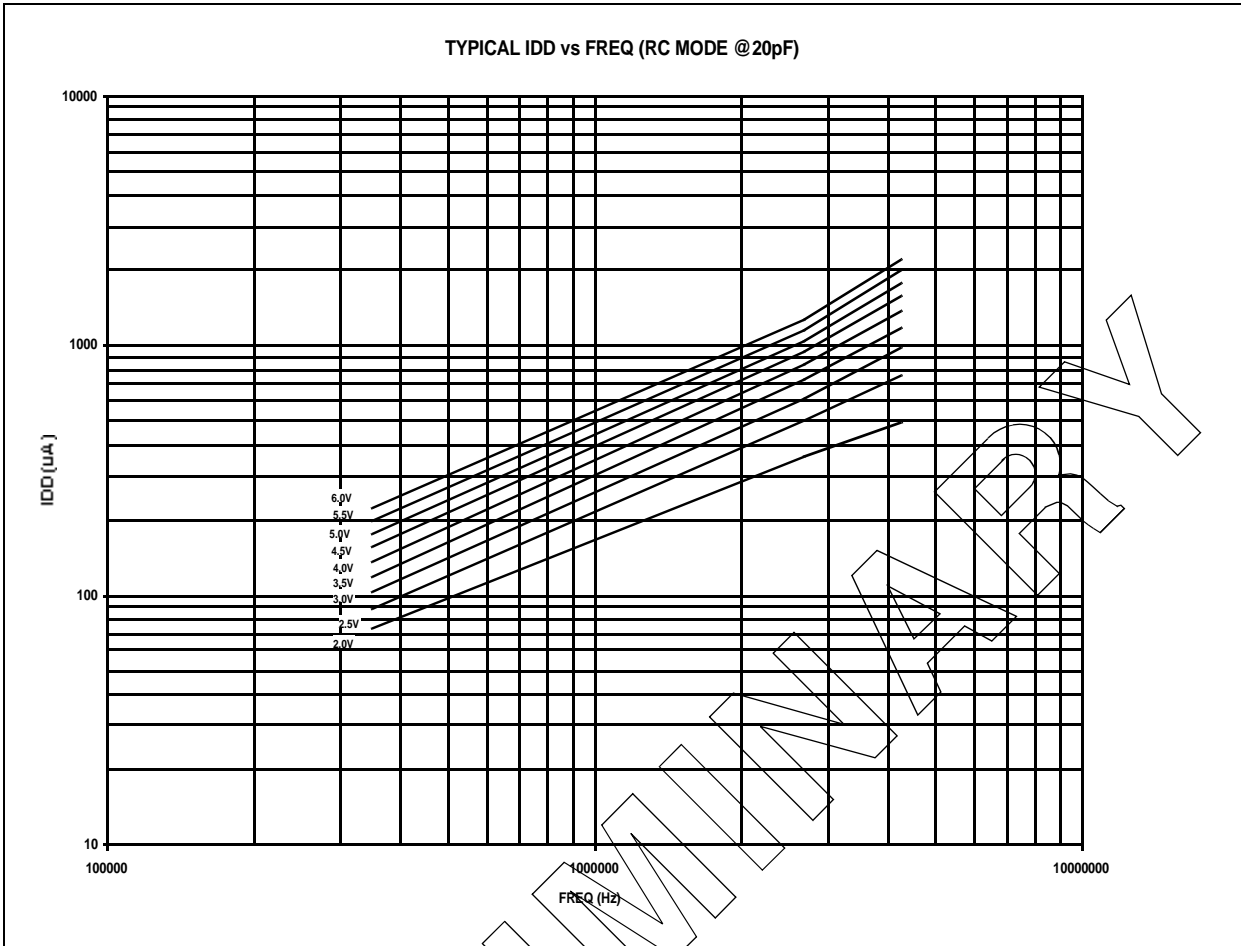 TYPICAL IDD vs FREQ (RC MODE @20pF)
10000
1000
100
10
IDD(uA)
6.0V
5.5V
5.0V
4.5V
4.0V
3.5V
3.0V
2.5V
2.0V
100000
1000000
10000000
FREQ (Hz)
IMINARY